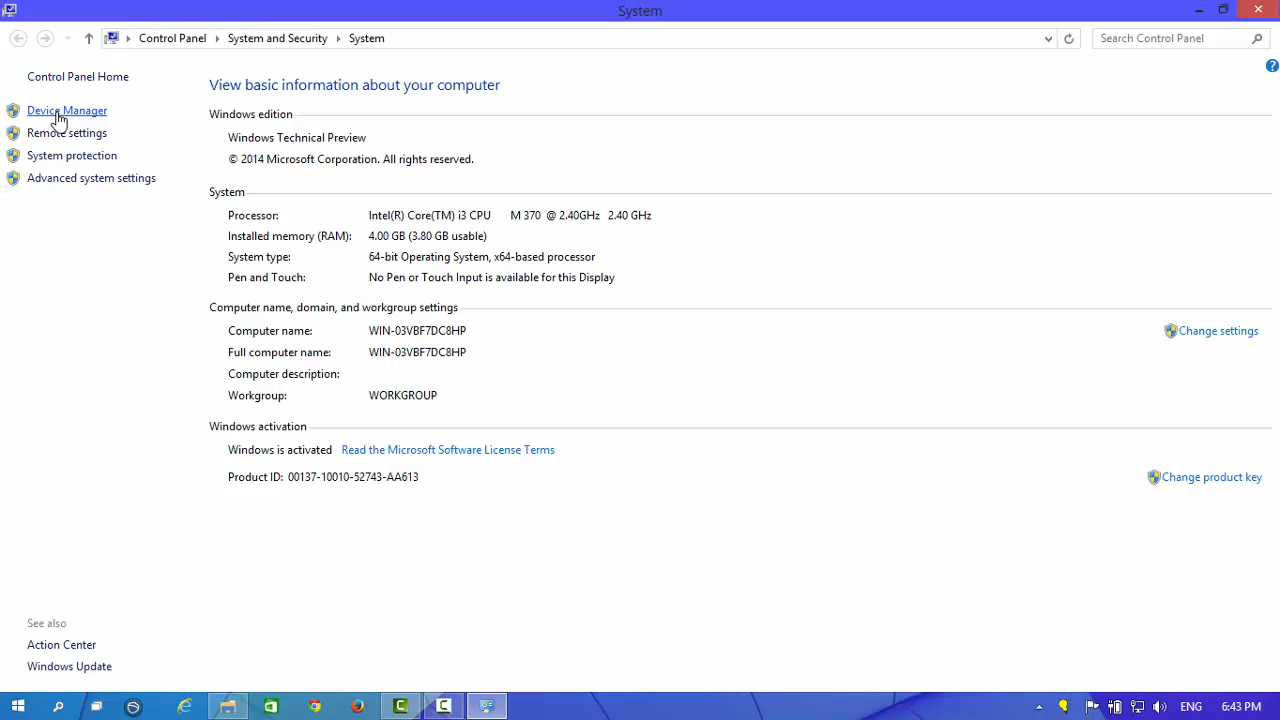 System
Control Panel System and Security System
Search Control Panel
Control Panel Home
Device Manager
Remote settings
System protection
Advanced system settings
View basic information about your computer
Windows edition
Windows Technical Preview
© 2014 Microsoft Corporation. All rights reserved.
System
Processor: Intel(R) Core(TM) i3 CPU M 370 @ 2.40GHz 2.40 GHz
Installed memory (RAM): 4.00 GB (3.80 GB usable)
System type: 64-bit Operating System, x64-based processor
Pen and Touch: No Pen or Touch Input is available for this Display
Computer name, domain, and workgroup settings
Computer name: WIN-03VBF7DC8HP
Change settings
Full computer name: WIN-03VBF7DC8HP
Computer description:
Workgroup: WORKGROUP
Windows activation
Windows is activated Read the Microsoft Software License Terms
Product ID: 00137-10010-52743-AA613
Change product key
See also
Action Center
Windows Update
ENG 6:43 PM